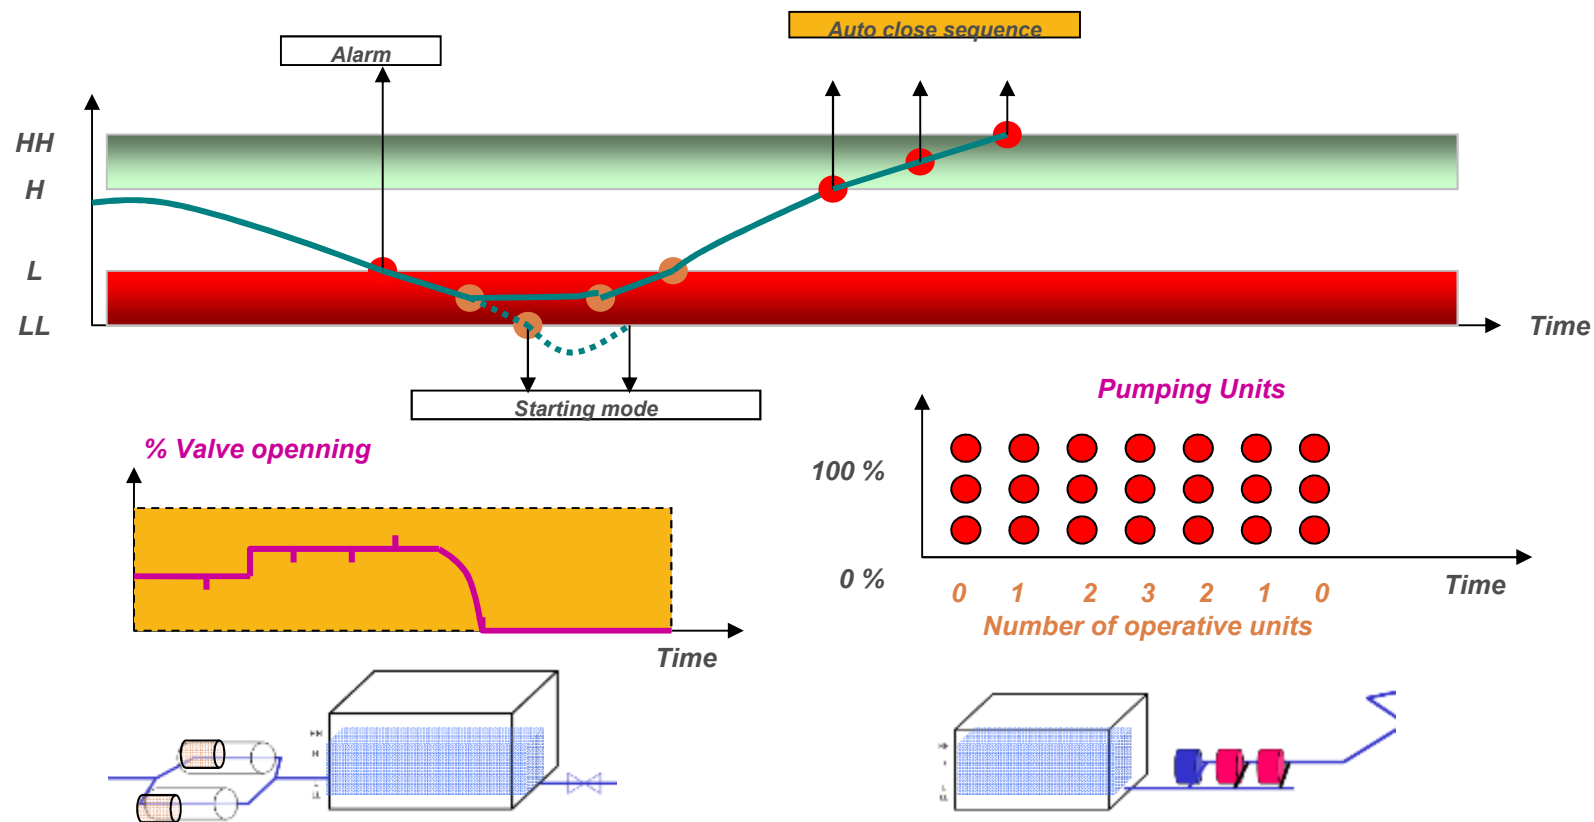 Auto close sequence
Alarm
HH
H
L
LL
Time
Starting mode
Pumping Units
% Valve openning
100 %
0 %
Time
0 1 2 3 2 1 0
Number of operative units
Time